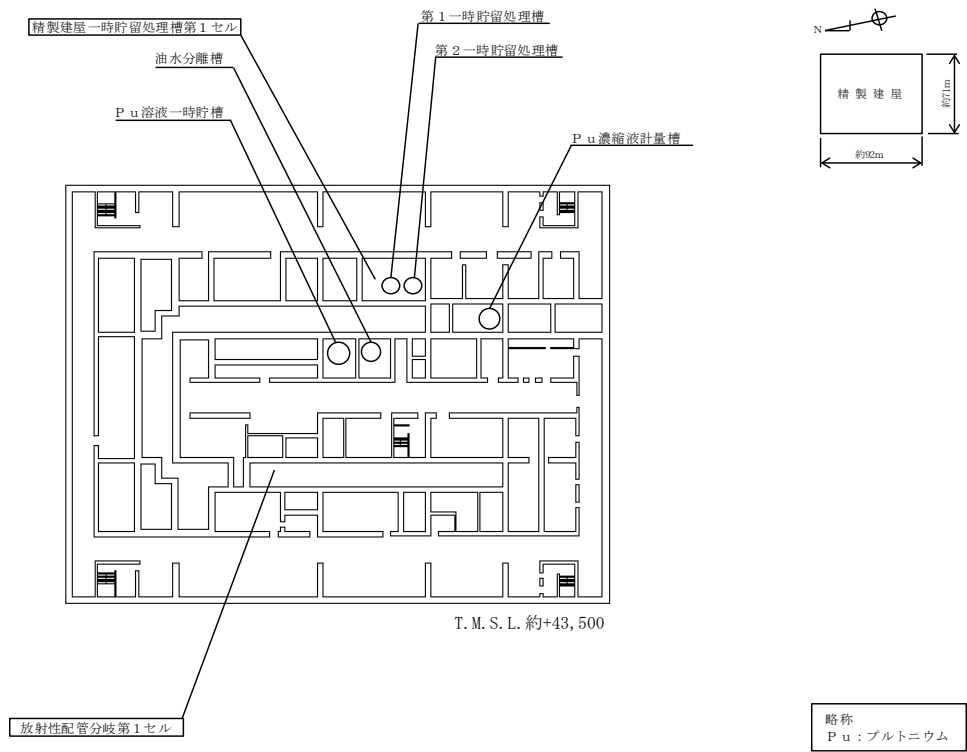 精製建屋一時貯留処理槽第1セル
油水分離槽
Pu溶液一時貯槽
第1一時貯留処理槽
第2一時貯留処理槽
Pu濃縮液計量槽
N
精製建屋
約71m
約92m
T.M.S.L.約+43,500
放射性配管分岐第1セル
略称
Pu:プルトニウム